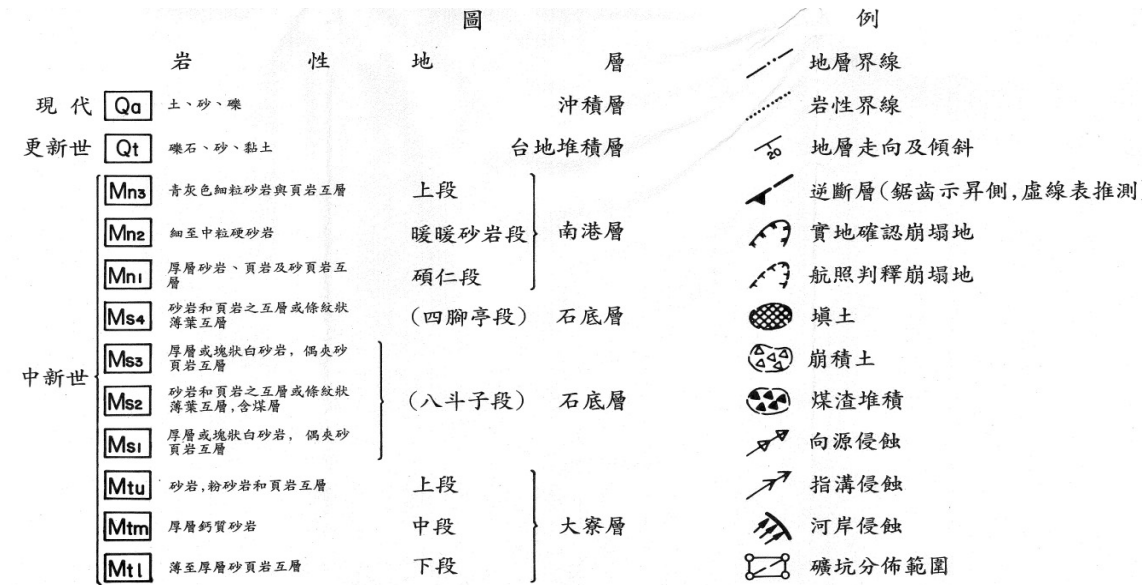 圖例
岩性 地層
現代 Qa 土、砂、礫 沖積層
更新世 Qt 礫石、砂、黏土 台地堆積層
中新世
Mn3 青灰色細粒砂岩與頁岩互層 上段
Mn2 細至中粒硬砂岩 暖暖砂岩段 南港層
Mn1 厚層砂岩、頁岩及砂頁岩互
層 碩仁段
Ms4 砂岩和頁岩之互層或條紋狀
薄葉互層 (四腳亭段) 石底層
Ms3 厚層或塊狀白砂岩, 偶夾砂
頁岩互層
Ms2 砂岩和頁岩之互層或條紋狀
薄葉互層,含煤層 (八斗子段) 石底層
Ms1 厚層或塊狀白砂岩, 偶夾砂
頁岩互層
Mtu 砂岩,粉砂岩和頁岩互層 上段
Mtm 厚層鈣質砂岩 中段 大寮層
Mtl 薄至厚層砂頁岩互層 下段
地層界線
岩性界線
20 地層走向及傾斜
逆斷層(鋸齒示昇側,虛線表推測
實地確認崩塌地
航照判釋崩塌地
填土
崩積土
煤渣堆積
向源侵蝕
指溝侵蝕
河岸侵蝕
礦坑分佈範圍